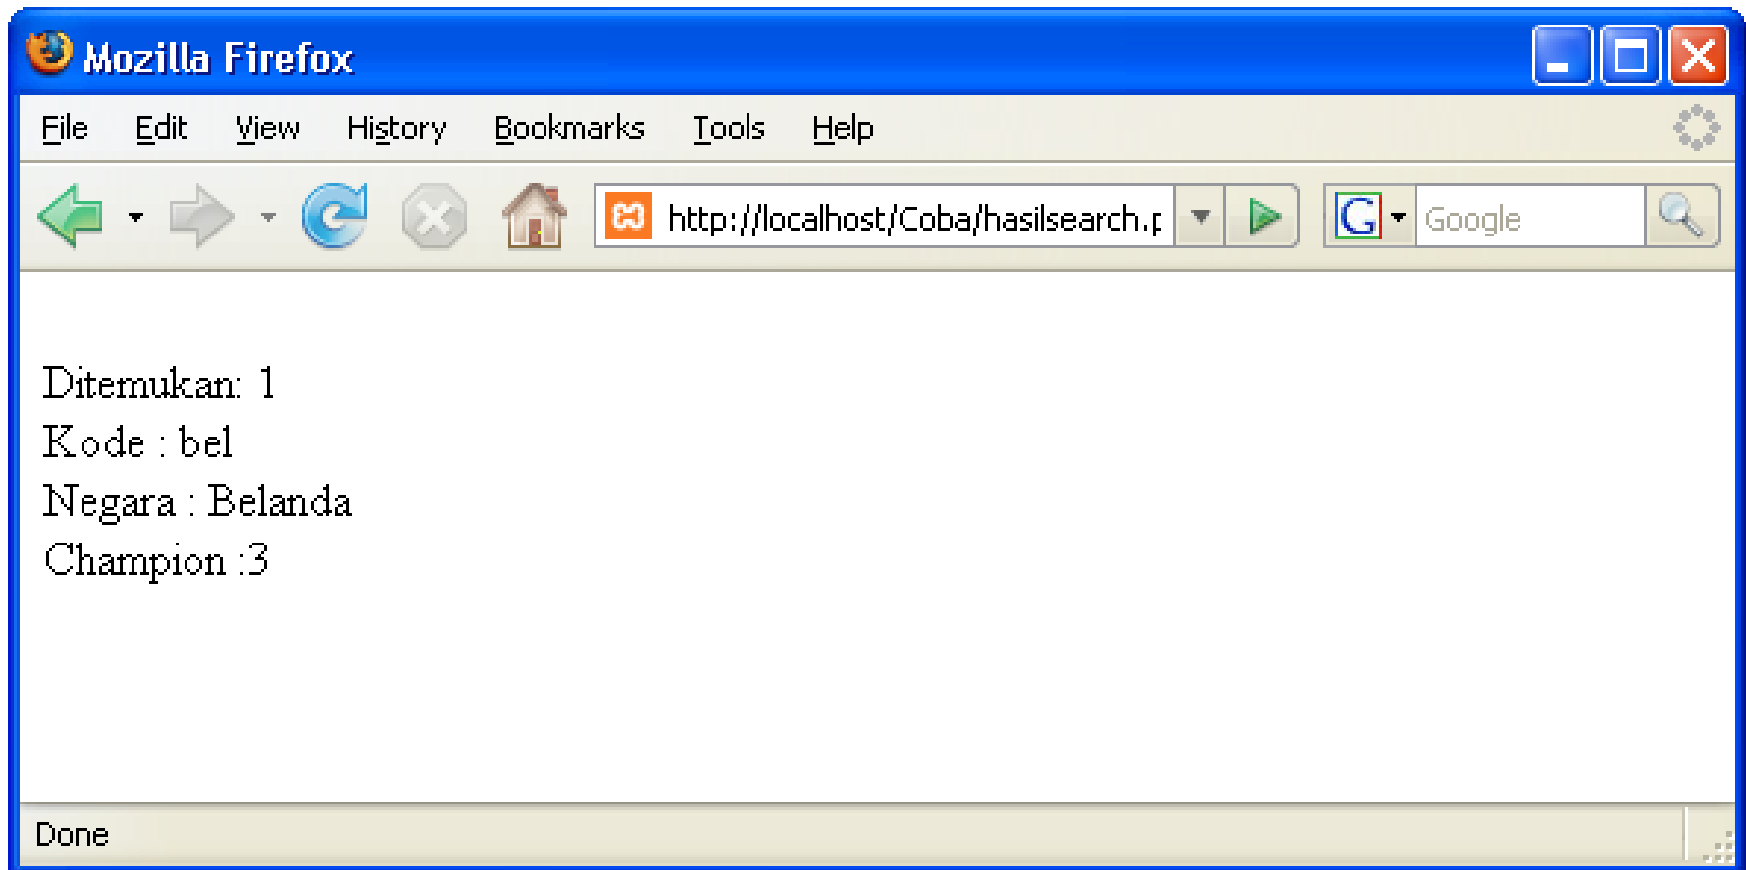 Mozilla Firefox
File Edit View History Bookmarks Tools Help
http://localhost/Coba/hasilsearch.p G Google
Ditemukan: 1
Kode : bel
Negara : Belanda
Champion :3
Done